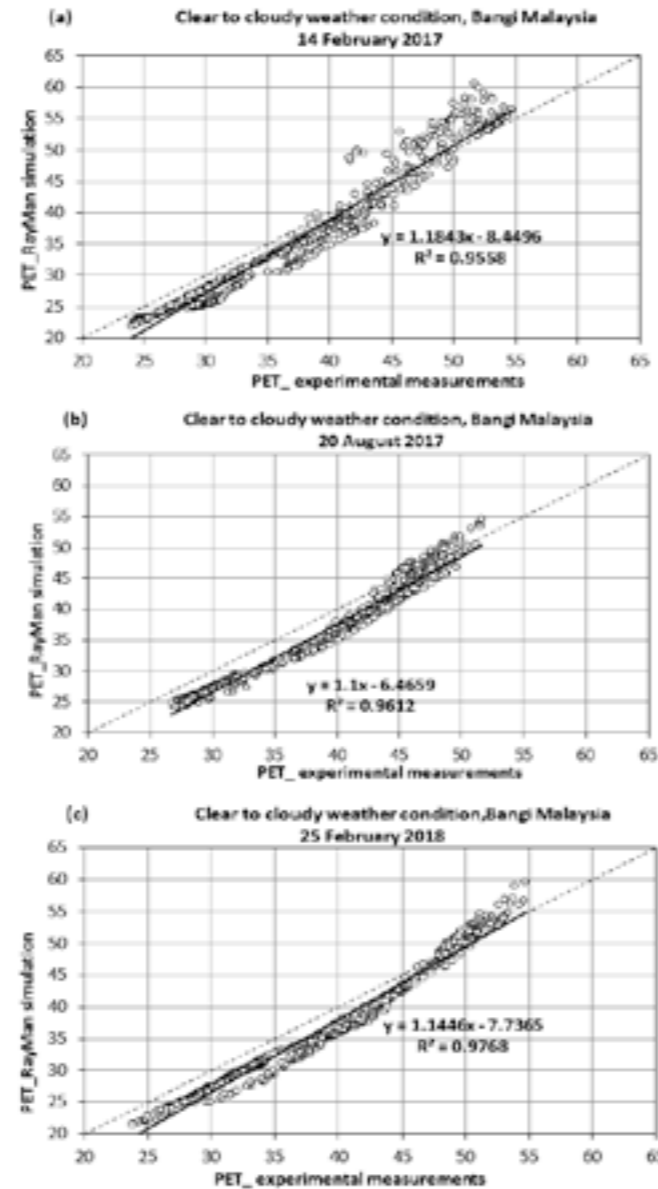 (a) Clear to cloudy weather condition, Bangi Malaysia
14 February 2017
65
60
55
50
45
40
35
30
25
20
PET_RayMan simulation
y = 1.1843x - 8.4496
R² = 0.9558
20 25 30 35 40 45 50 55 60 65
PET_ experimental measurements
(b) Clear to cloudy weather condition, Bangi Malaysia
20 August 2017
65
60
55
50
45
40
35
30
25
20
PET_RayMan simulation
y = 1.1x - 6.4659
R² = 0.9612
20 25 30 35 40 45 50 55 60 65
PET_ experimental measurements
(c) Clear to cloudy weather condition,Bangi Malaysia
25 February 2018
65
60
55
50
45
40
35
30
25
20
PET_RayMan simulation
y = 1.1446x - 7.7365
R² = 0.9768
20 25 30 35 40 45 50 55 60 65
PET_ experimental measurements